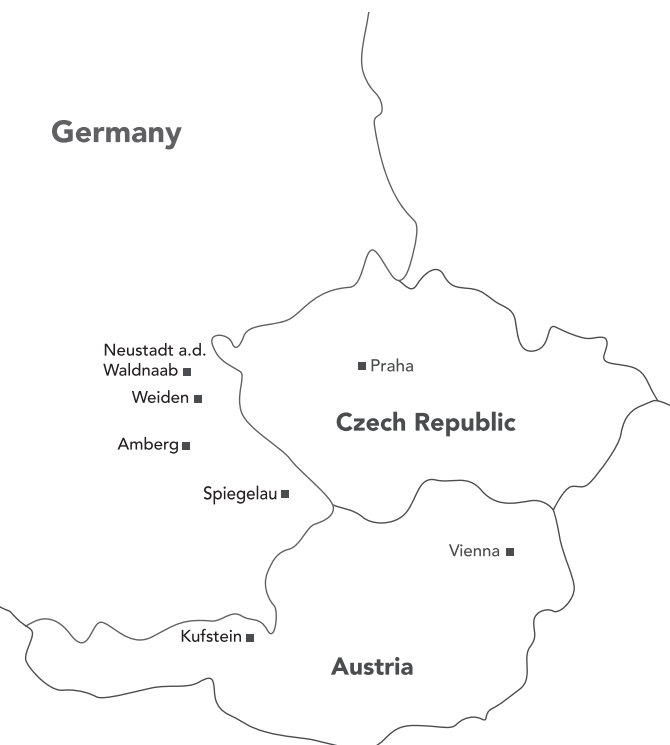 Germany
Neustadt a.d.
Waldnaab
Praha
Weiden
Czech Republic
Amberg
Spiegelau
Vienna
Kufstein
Austria